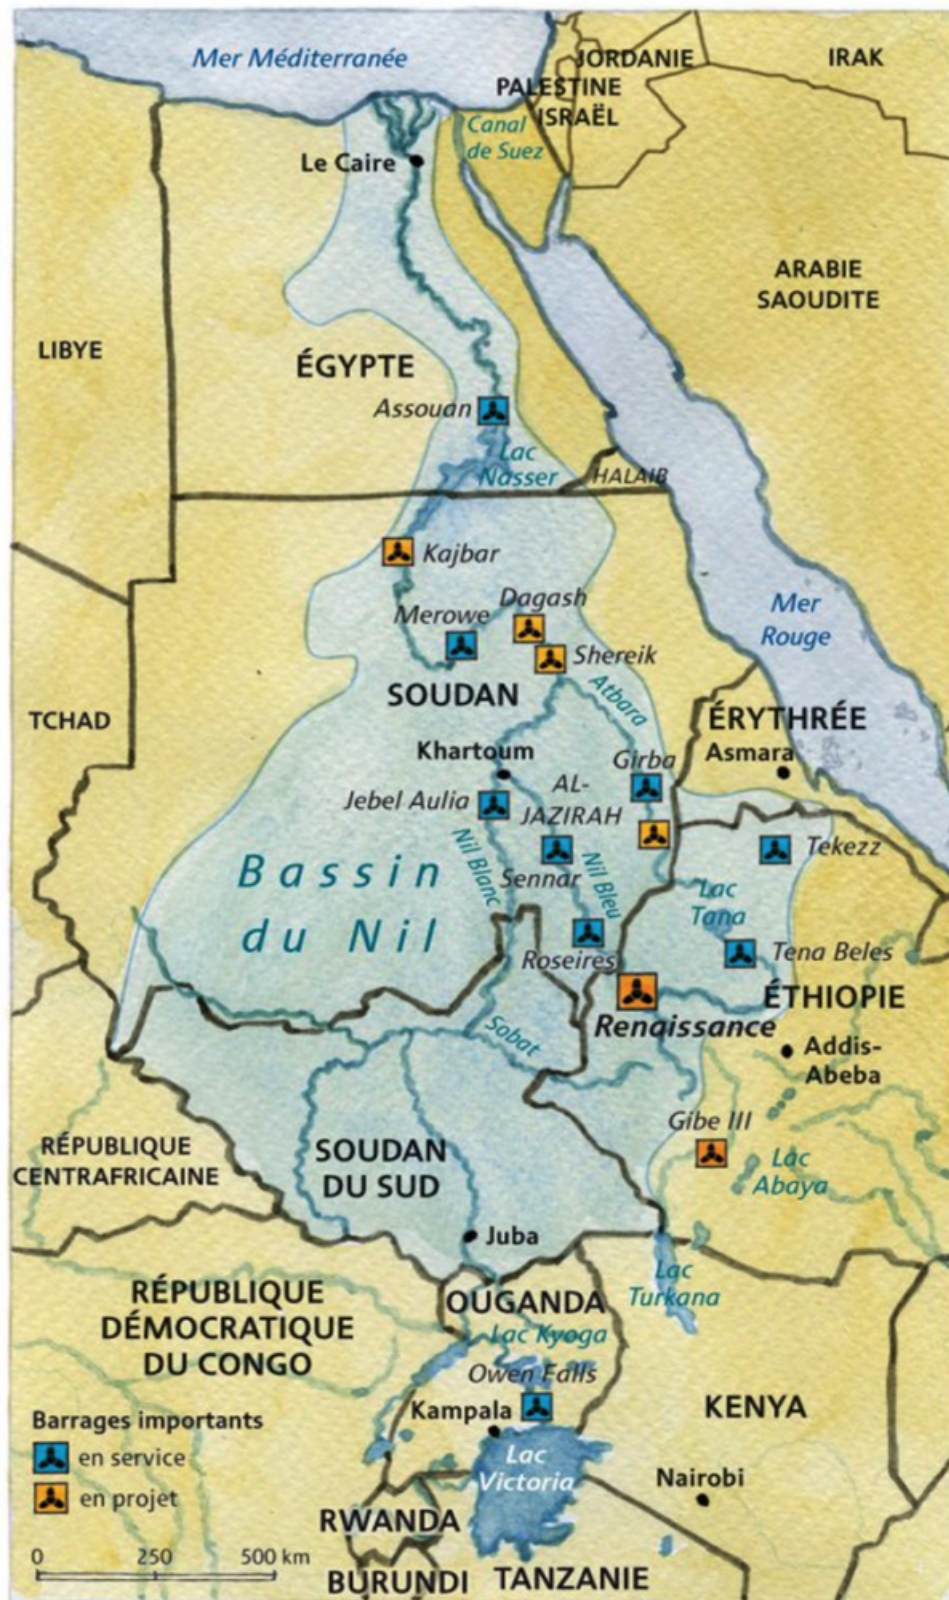 Mer Méditerranée
JORDANIE
IRAK
PALESTINE
ISRAËL
Canal
de Suez
Le Caire
ARABIE
SAOUDITE
LIBYE
ÉGYPTE
Assouan
Lac
Nasser
HALAIB
Kajbar
Dagash
Merowe
Mer
Rouge
Shereik
SOUDAN
Atbara
TCHAD
ÉRYTHRÉE
Khartoum
Asmara
Girba
Jebel Aulia
AL-
JAZIRAH
Nil Blanc
Tekezz
Bassin
du Nil
Sennar
Nil Bleu
Lac
Tana
Roseires
Tena Beles
ÉTHIOPIE
Renaissance
Sobat
Addis-
Abeba
Gibe III
RÉPUBLIQUE
CENTRAFRICAINE
SOUDAN
DU SUD
Lac
Abaya
Juba
Lac
Turkana
RÉPUBLIQUE
DÉMOCRATIQUE
DU CONGO
OUGANDA
Lac Kyoga
Owen Falls
Kampala
KENYA
Barrages importants
en service
en projet
Lac
Victoria
Nairobi
RWANDA
0 250 500 km
BURUNDI
TANZANIE